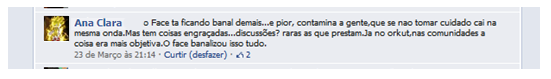 Ana Clara o Face ta ficando banal demais...e pior, contamina a gente,que se nao tomar cuidado cai na
mesma onda.Mas tem coisas engraçadas...discussões? raras as que prestam.Ja no orkut,nas comunidades a
coisa era mais objetiva.O face banalizou isso tudo.
23 de Março às 21:14 · Curtir (desfazer) · 2